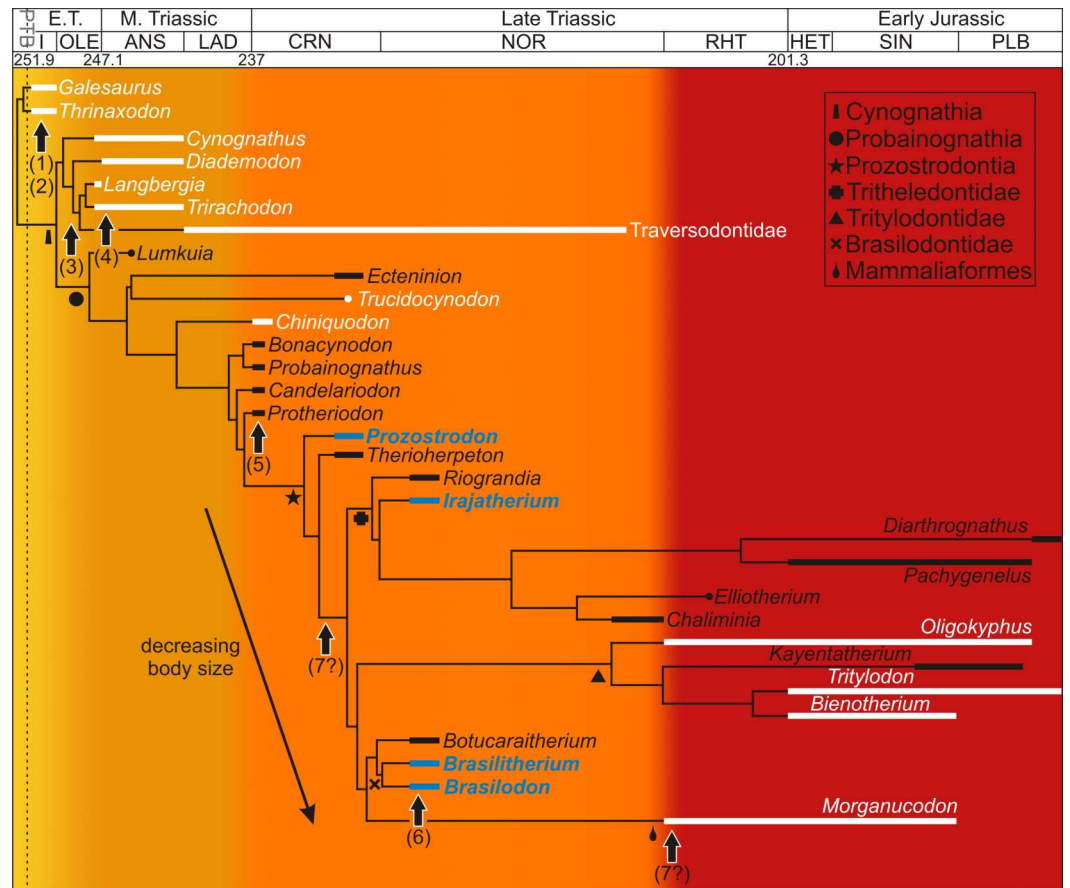 P-TB
E.T. M. Triassic Late Triassic Early Jurassic
I OLE ANS LAD CRN NOR RHT HET SIN PLB
251.9 247.1 237 201.3
Galesaurus
Thrinaxodon
Cynognathus
Diademodon
Langbergia
Trirachodon
Traversodontidae
Lumkuia
Ecteninion
Trucidocynodon
Chiniquodon
Bonacynodon
Probainognathus
Candelariodon
Protheriodon
Prozostrodon
Therioherpeton
Riograndia
Irajatherium
Diarthrognathus
Pachygenelus
Elliotherium
Chaliminia
Oligokyphus
Kayentatherium
Tritylodon
Bienotherium
Botucaraitherium
Brasilitherium
Brasilodon
Morganucodon
(1)
(2)
(3)
(4)
(5)
(7?)
(6)
(7?)
decreasing
body size
Cynognathia
Probainognathia
Prozostrodontia
Tritheledontidae
Tritylodontidae
Brasilodontidae
Mammaliaformes